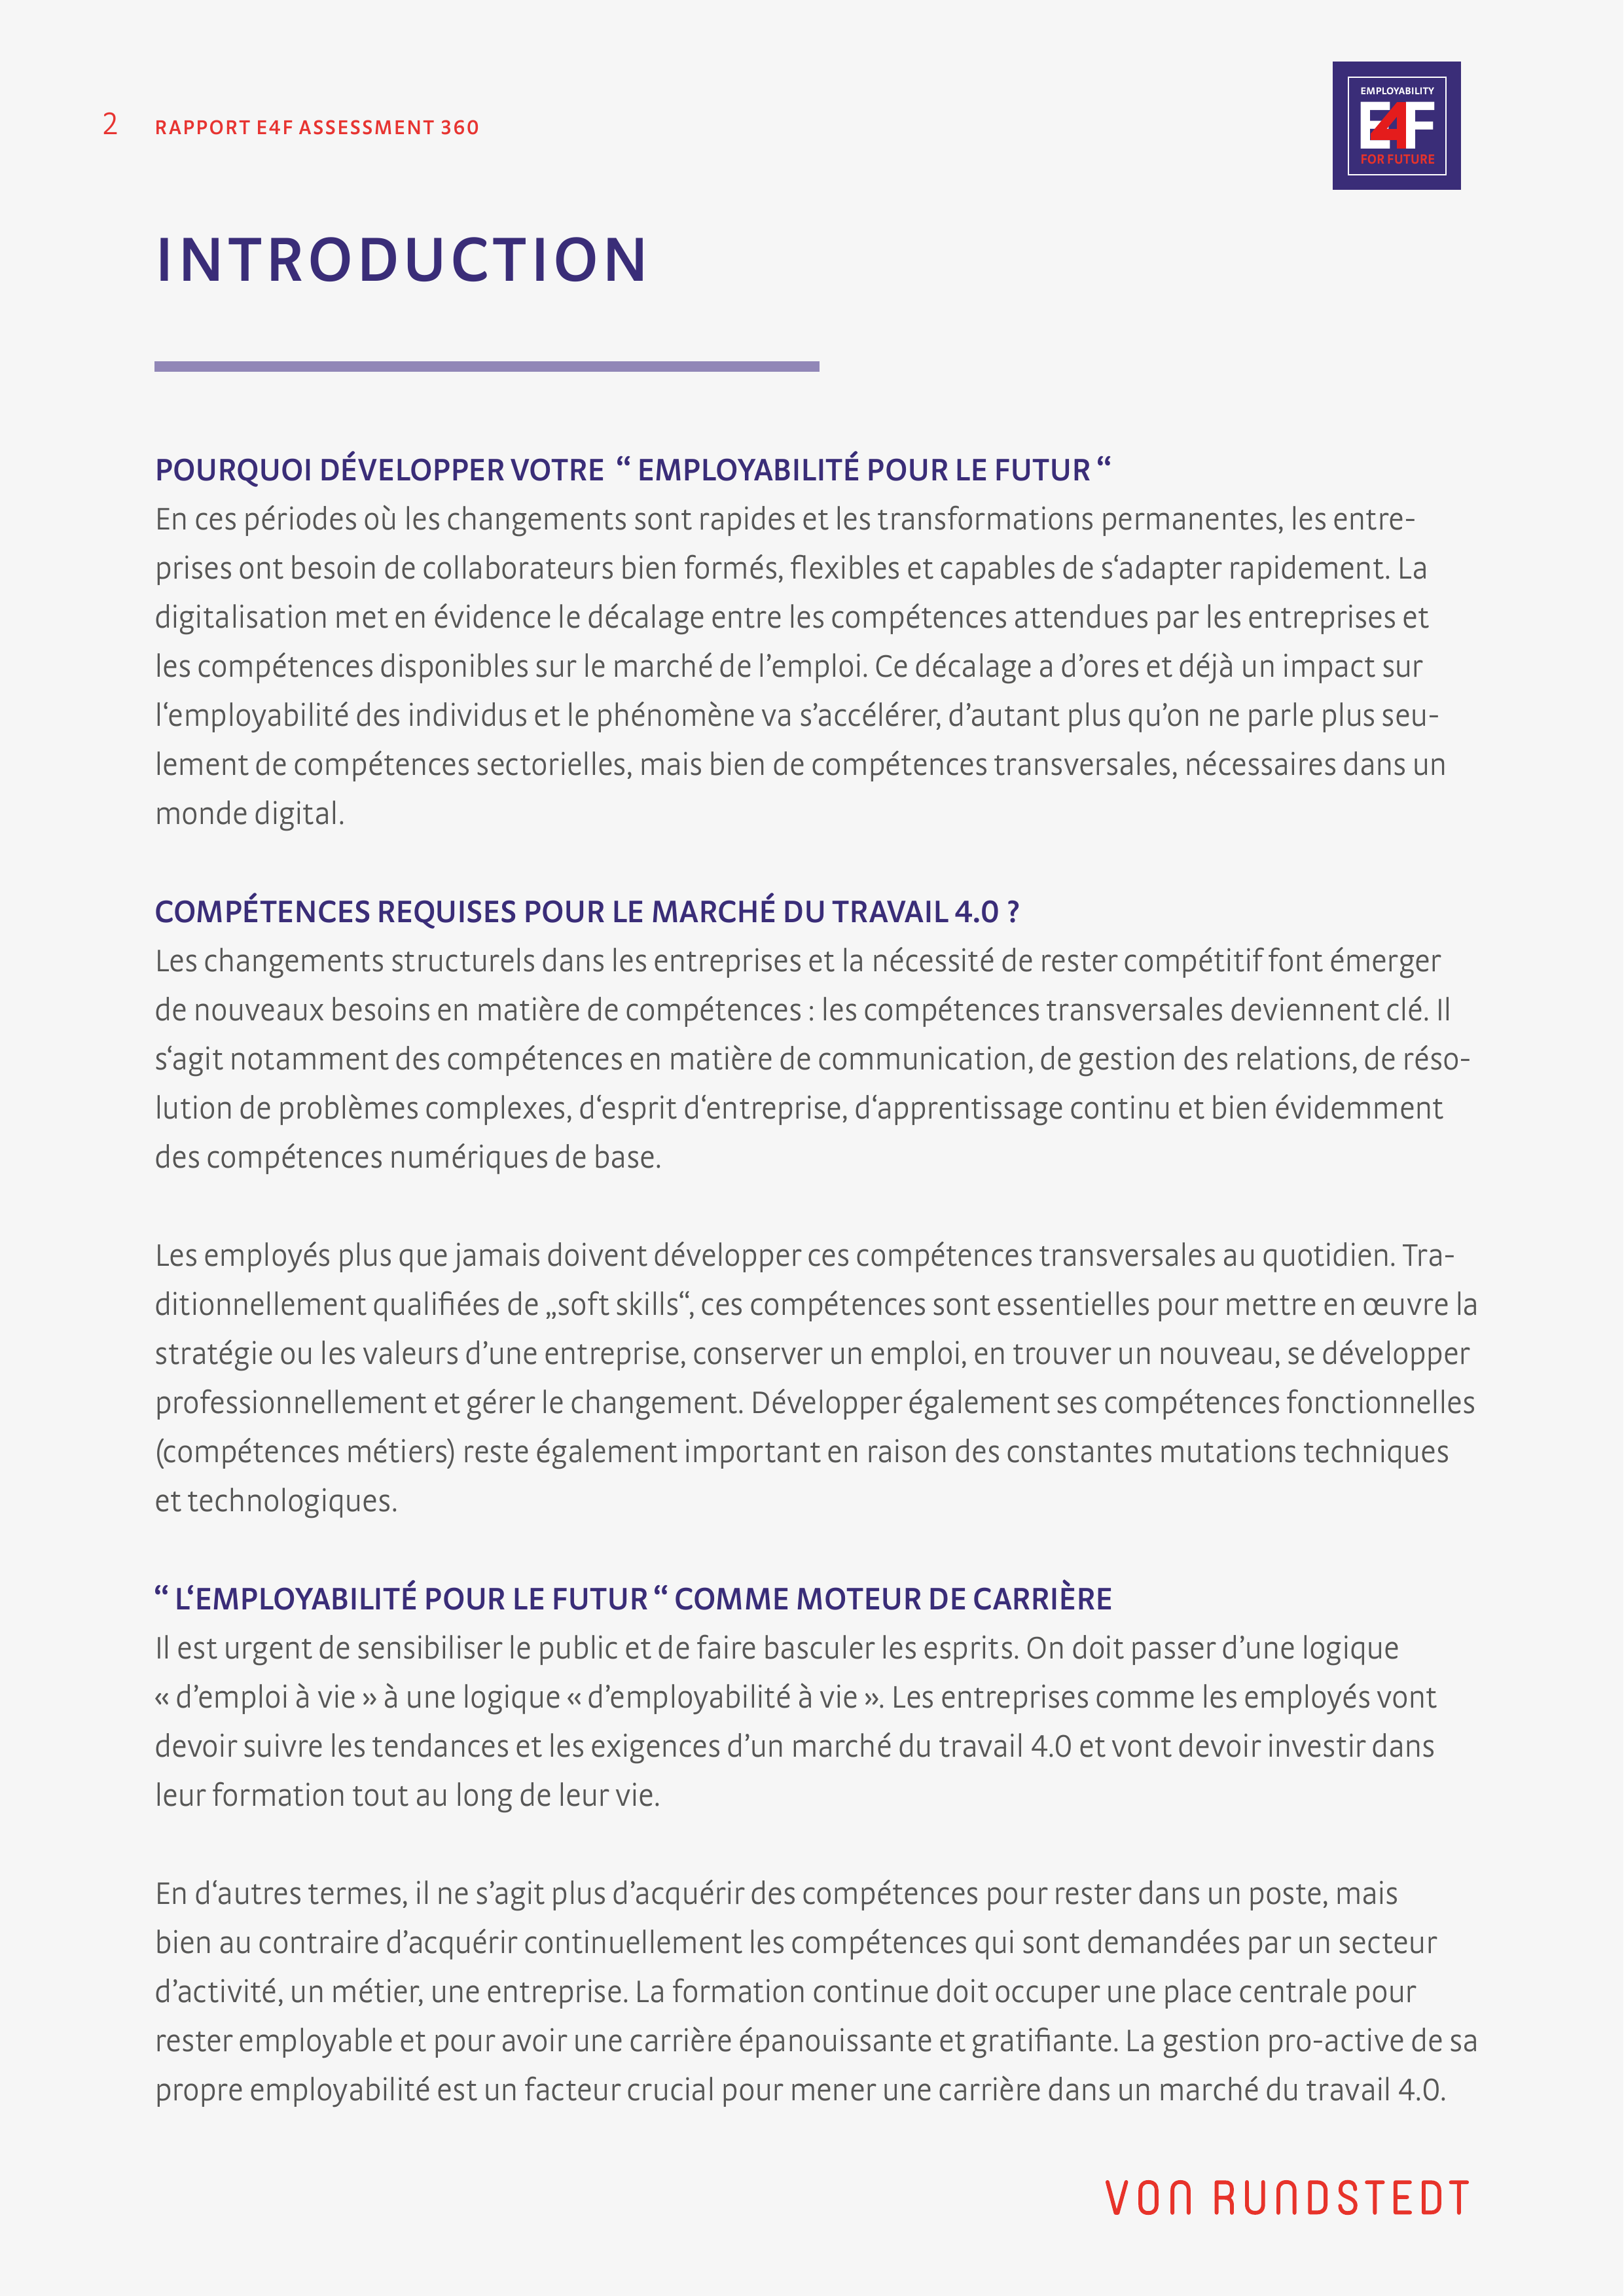 2 RAPPORT E4F ASSESSMENT 360
EMPLOYABILITY
E4F
FOR FUTURE
INTRODUCTION
POURQUOI DÉVELOPPER VOTRE “ EMPLOYABILITÉ POUR LE FUTUR “
En ces périodes où les changements sont rapides et les transformations permanentes, les entre-
prises ont besoin de collaborateurs bien formés, flexibles et capables de s‘adapter rapidement. La
digitalisation met en évidence le décalage entre les compétences attendues par les entreprises et
les compétences disponibles sur le marché de l’emploi. Ce décalage a d’ores et déjà un impact sur
l‘employabilité des individus et le phénomène va s’accélérer, d’autant plus qu’on ne parle plus seu-
lement de compétences sectorielles, mais bien de compétences transversales, nécessaires dans un
monde digital.
COMPÉTENCES REQUISES POUR LE MARCHÉ DU TRAVAIL 4.0 ?
Les changements structurels dans les entreprises et la nécessité de rester compétitif font émerger
de nouveaux besoins en matière de compétences : les compétences transversales deviennent clé. Il
s‘agit notamment des compétences en matière de communication, de gestion des relations, de réso-
lution de problèmes complexes, d‘esprit d‘entreprise, d‘apprentissage continu et bien évidemment
des compétences numériques de base.
Les employés plus que jamais doivent développer ces compétences transversales au quotidien. Tra-
ditionnellement qualifiées de „soft skills“, ces compétences sont essentielles pour mettre en œuvre la
stratégie ou les valeurs d’une entreprise, conserver un emploi, en trouver un nouveau, se développer
professionnellement et gérer le changement. Développer également ses compétences fonctionnelles
(compétences métiers) reste également important en raison des constantes mutations techniques
et technologiques.
“ L‘EMPLOYABILITÉ POUR LE FUTUR “ COMME MOTEUR DE CARRIÈRE
Il est urgent de sensibiliser le public et de faire basculer les esprits. On doit passer d’une logique
« d’emploi à vie » à une logique « d’employabilité à vie ». Les entreprises comme les employés vont
devoir suivre les tendances et les exigences d’un marché du travail 4.0 et vont devoir investir dans
leur formation tout au long de leur vie.
En d‘autres termes, il ne s’agit plus d’acquérir des compétences pour rester dans un poste, mais
bien au contraire d’acquérir continuellement les compétences qui sont demandées par un secteur
d’activité, un métier, une entreprise. La formation continue doit occuper une place centrale pour
rester employable et pour avoir une carrière épanouissante et gratifiante. La gestion pro-active de sa
propre employabilité est un facteur crucial pour mener une carrière dans un marché du travail 4.0.
VON RUNDSTEDT